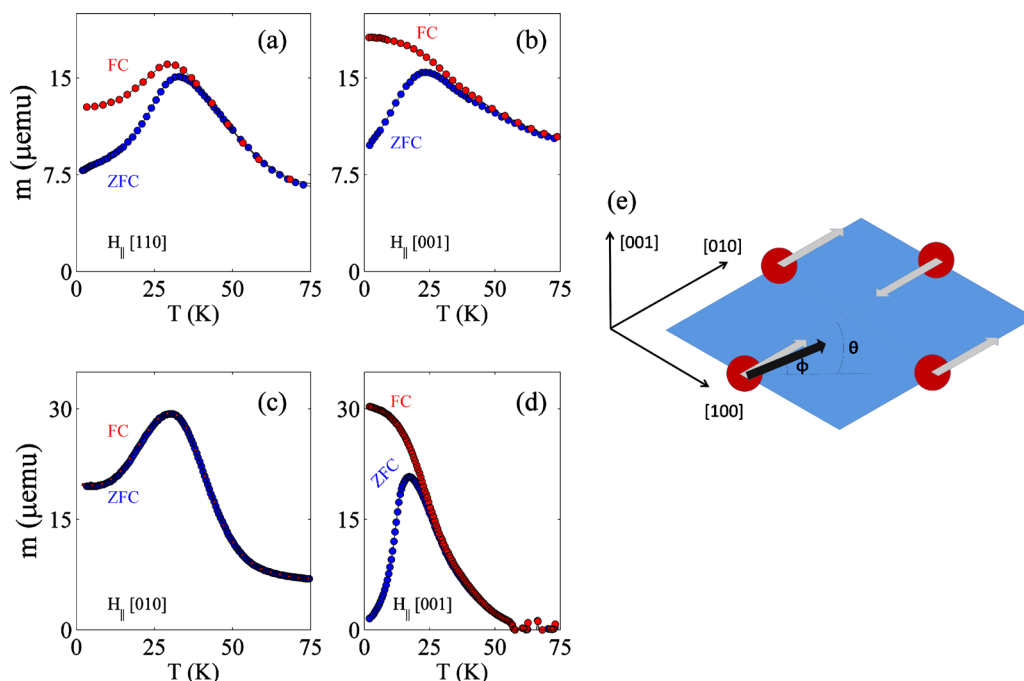 (a)
FC
ZFC
H|| [110]
m (μemu)
15
7.5
0
0 25 50 75
T (K)
(b)
FC
ZFC
H|| [001]
15
7.5
0
0 25 50 75
T (K)
(c)
FC
ZFC
H|| [010]
m (μemu)
30
15
0
0 25 50 75
T (K)
(d)
FC
ZFC
H|| [001]
30
15
0
0 25 50 75
T (K)
(e)
[001]
[010]
[100]
ϕ
θ